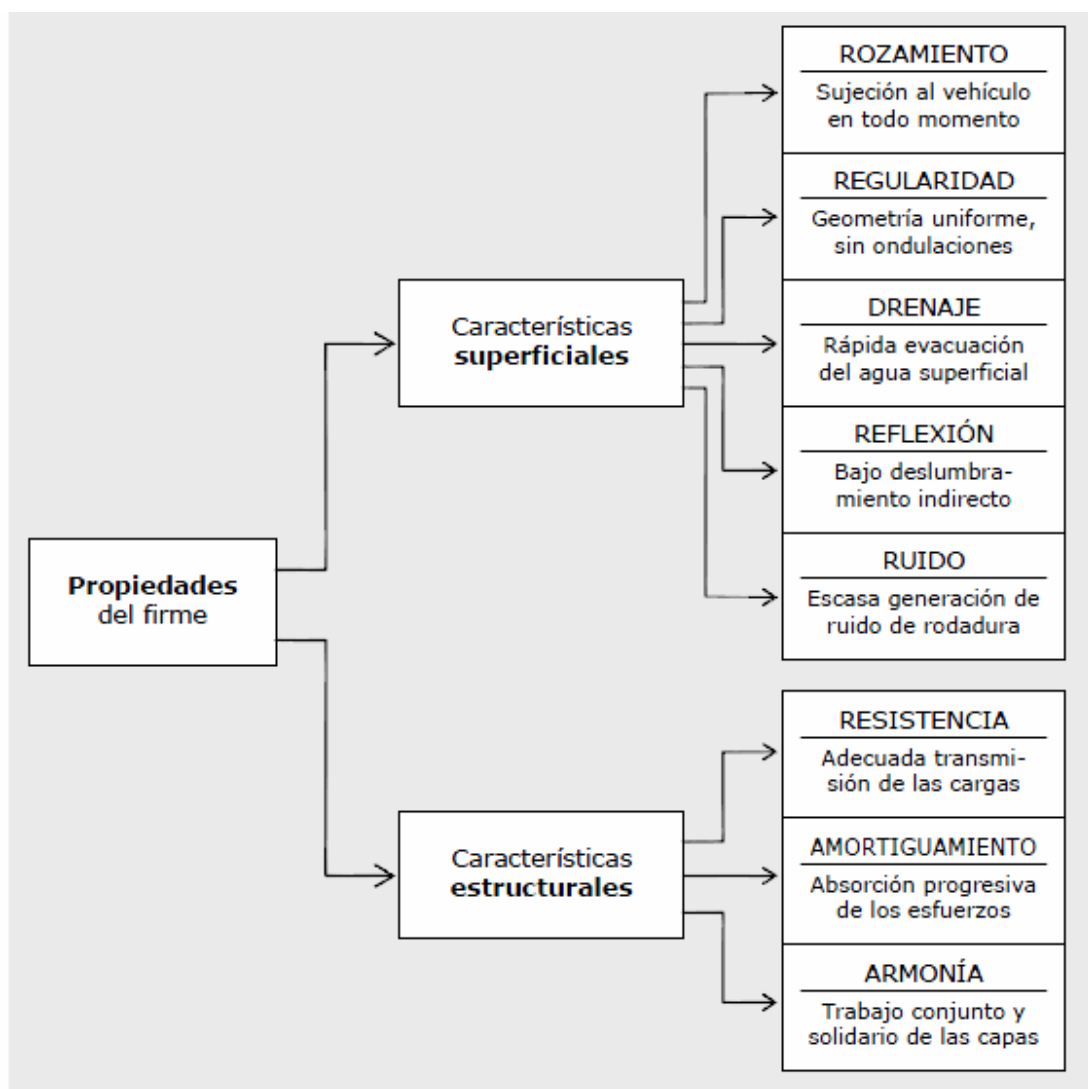 ROZAMIENTO
Sujeción al vehículo
en todo momento
REGULARIDAD
Geometría uniforme,
sin ondulaciones
DRENAJE
Rápida evacuación
del agua superficial
REFLEXIÓN
Bajo deslumbra-
miento indirecto
RUIDO
Escasa generación de
ruido de rodadura
Características
superficiales
Propiedades
del firme
RESISTENCIA
Adecuada transmi-
sión de las cargas
AMORTIGUAMIENTO
Absorción progresiva
de los esfuerzos
ARMONÍA
Trabajo conjunto y
solidario de las capas
Características
estructurales